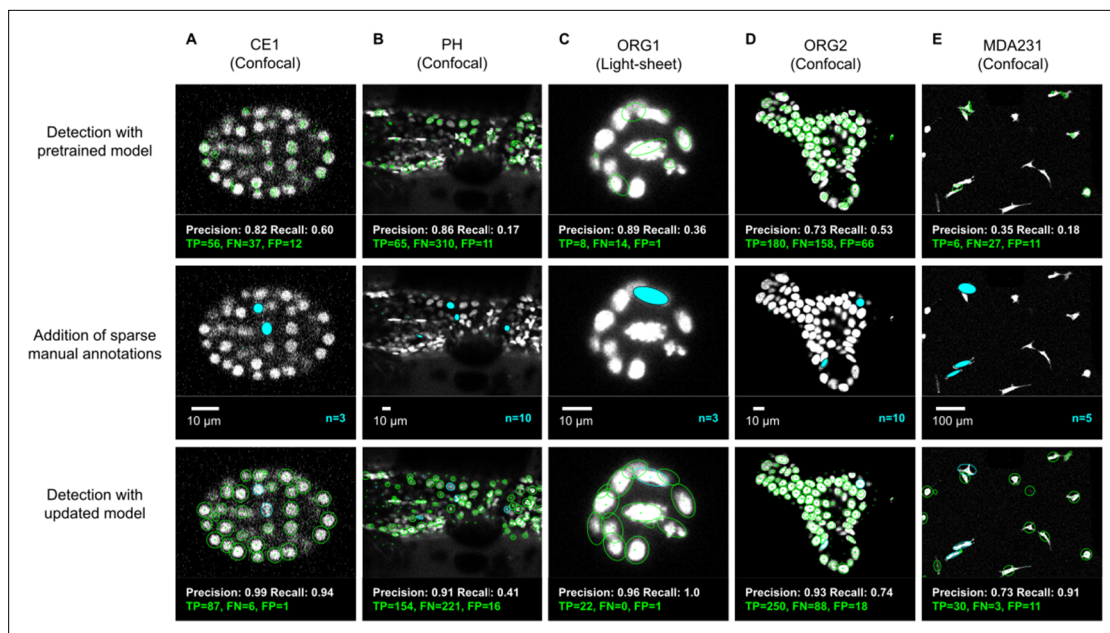 A CE1 (Confocal)
B PH (Confocal)
C ORG1 (Light-sheet)
D ORG2 (Confocal)
E MDA231 (Confocal)
Detection with
pretrained model
Precision: 0.82 Recall: 0.60
TP=56, FN=37, FP=12
Precision: 0.86 Recall: 0.17
TP=65, FN=310, FP=11
Precision: 0.89 Recall: 0.36
TP=8, FN=14, FP=1
Precision: 0.73 Recall: 0.53
TP=180, FN=158, FP=66
Precision: 0.35 Recall: 0.18
TP=6, FN=27, FP=11
Addition of sparse
manual annotations
10 µm n=3
10 µm n=10
10 µm n=3
10 µm n=10
100 µm n=5
Detection with
updated model
Precision: 0.99 Recall: 0.94
TP=87, FN=6, FP=1
Precision: 0.91 Recall: 0.41
TP=154, FN=221, FP=16
Precision: 0.96 Recall: 1.0
TP=22, FN=0, FP=1
Precision: 0.93 Recall: 0.74
TP=250, FN=88, FP=18
Precision: 0.73 Recall: 0.91
TP=30, FN=3, FP=11